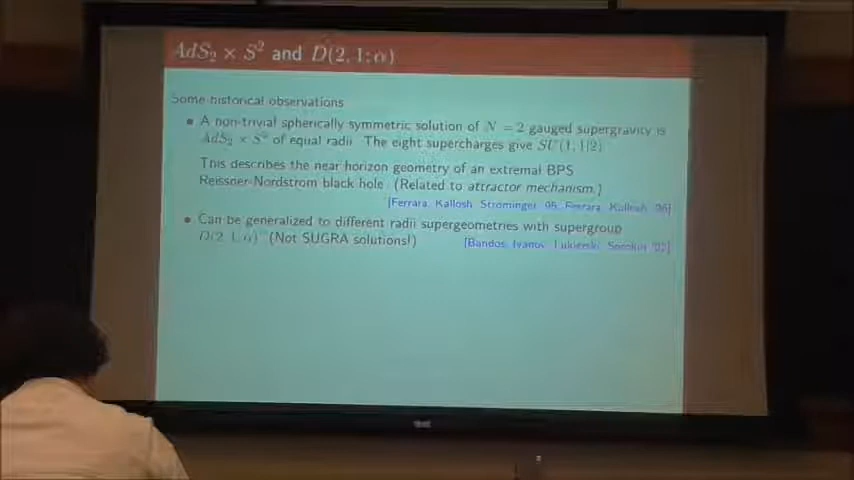 AdS₂ × S² and D(2, 1; α)
Some historical observations
• A non-trivial spherically symmetric solution of N = 2 gauged supergravity is
AdS₂ × S² of equal radii. The eight supercharges give SU(1, 1|2)
This describes the near horizon geometry of an extremal BPS
Reissner-Nordstrom black hole. (Related to attractor mechanism.)
[Ferrara, Kallosh, Strominger '95; Ferrara, Kallosh '96]
• Can be generalized to different radii supergeometries with supergroup
D(2, 1; α) (Not SUGRA solutions!)
[Bandos, Ivanov, Lukierski, Sorokin '02]